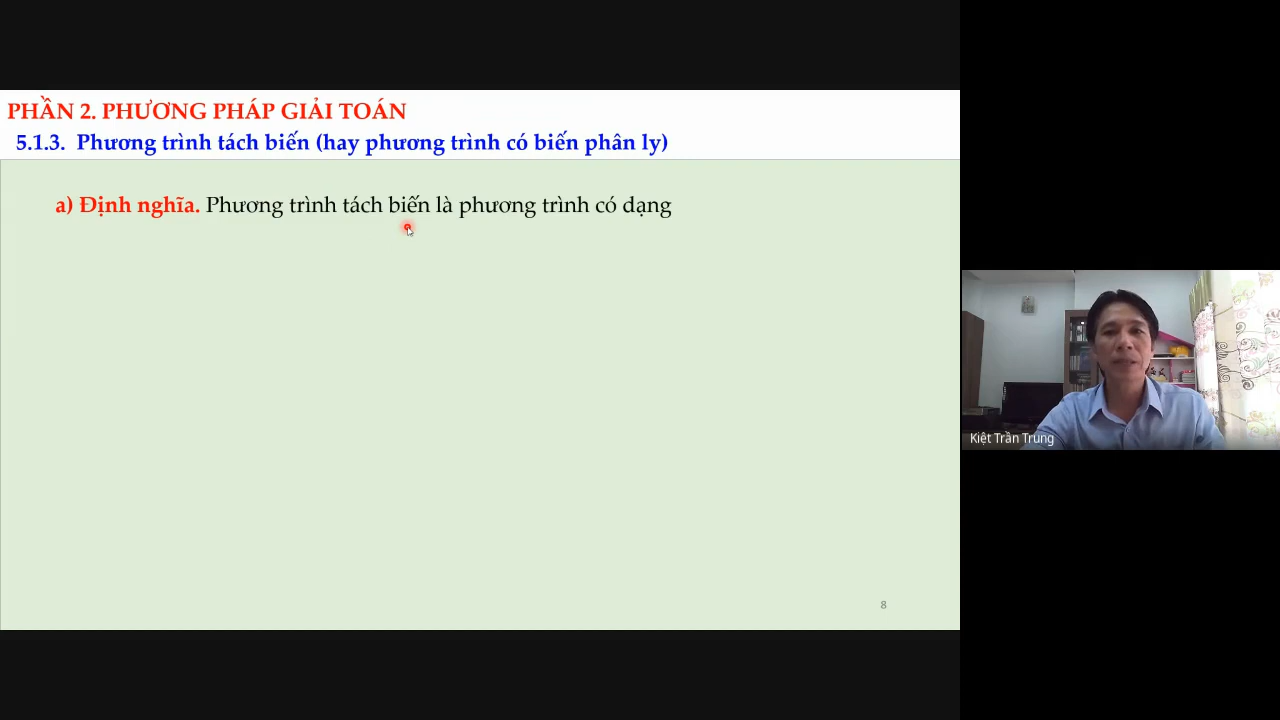 PHẦN 2. PHƯƠNG PHÁP GIẢI TOÁN
5.1.3. Phương trình tách biến (hay phương trình có biến phân ly)
a) Định nghĩa. Phương trình tách biến là phương trình có dạng
Kiệt Trần Trung
8